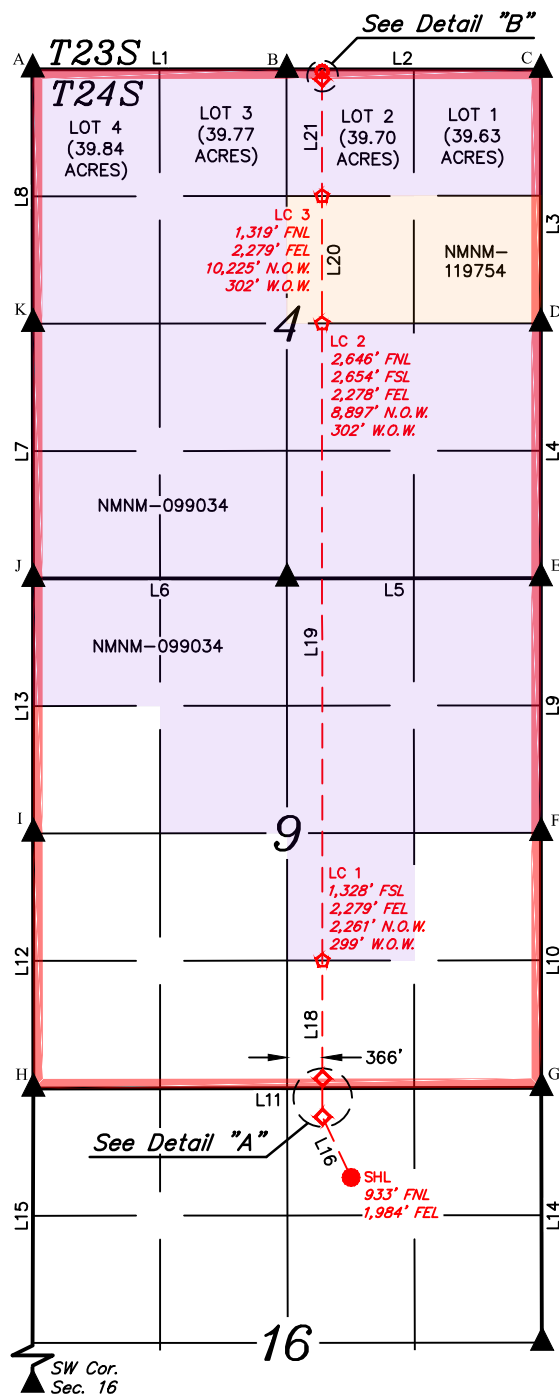 See Detail "B"
A
T23S
L1
B
L2
C
T24S
LOT 4
(39.84
ACRES)
LOT 3
(39.77
ACRES)
L21
LOT 2
(39.70
ACRES)
LOT 1
(39.63
ACRES)
L8
L3
LC 3
1,319' FNL
2,279' FEL
10,225' N.O.W.
302' W.O.W.
L20
NMNM-
119754
K
4
D
LC 2
2,646' FNL
2,654' FSL
2,278' FEL
8,897' N.O.W.
302' W.O.W.
L7
L4
NMNM-099034
J
L6
L5
E
NMNM-099034
L19
L13
L9
I
9
F
LC 1
1,328' FSL
2,279' FEL
2,261' N.O.W.
299' W.O.W.
L12
L10
L18
366'
H
L11
G
See Detail "A"
L16
SHL
933' FNL
1,984' FEL
L15
L14
16
SW Cor.
Sec. 16